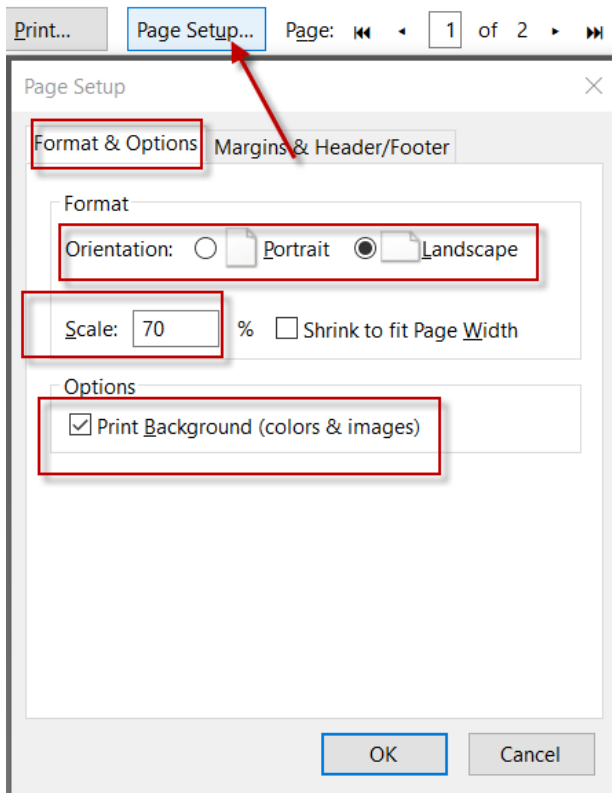 Print... Page Setup... Page: 1 of 2
Page Setup
Format & Options Margins & Header/Footer
Format
Orientation: Portrait Landscape
Scale: 70 % Shrink to fit Page Width
Options
Print Background (colors & images)
OK Cancel